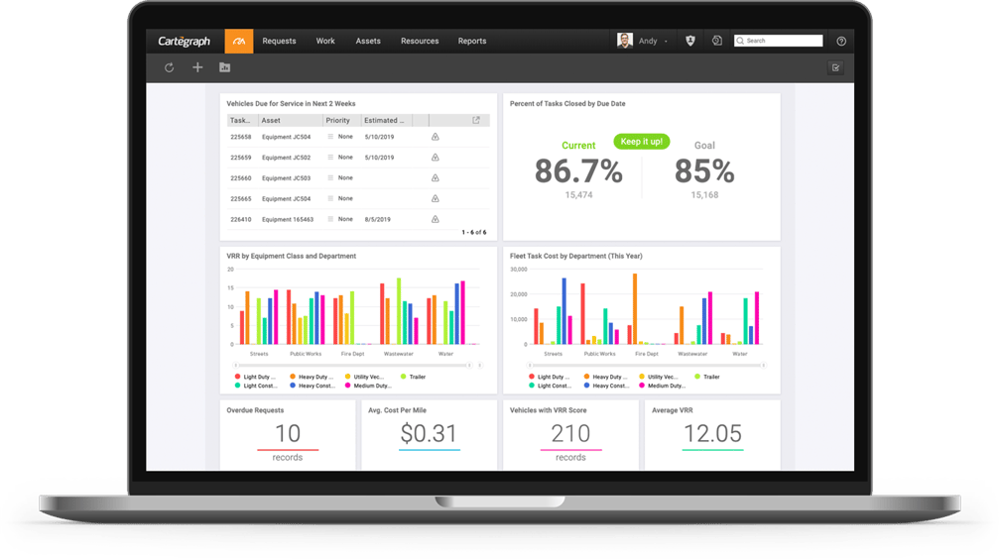 Cartegraph Requests Work Assets Resources Reports Andy Search
Vehicles Due for Service in Next 2 Weeks
Task... Asset Priority Estimated ...
225658 Equipment JC504 None 5/10/2019
225659 Equipment JC502 None 5/10/2019
225660 Equipment JC503 None
225665 Equipment JC504 None
226410 Equipment 165463 None 8/5/2019
1 - 6 of 6
Percent of Tasks Closed by Due Date
Current Keep it up! Goal
86.7% 85%
15,474 15,168
VRR by Equipment Class and Department
20
15
10
5
0
Streets Public Works Fire Dept Wastewater Water
Light Duty ... Heavy Duty ... Utility Vec... Trailer
Light Const... Heavy Const... Medium Duty...
Fleet Task Cost by Department (This Year)
30,000
20,000
10,000
0
Streets Public Works Fire Dept Wastewater Water
Light Duty ... Heavy Duty ... Utility Vec... Trailer
Light Const... Heavy Const... Medium Duty...
Overdue Requests
10
records
Avg. Cost Per Mile
$0.31
Vehicles with VRR Score
210
records
Average VRR
12.05